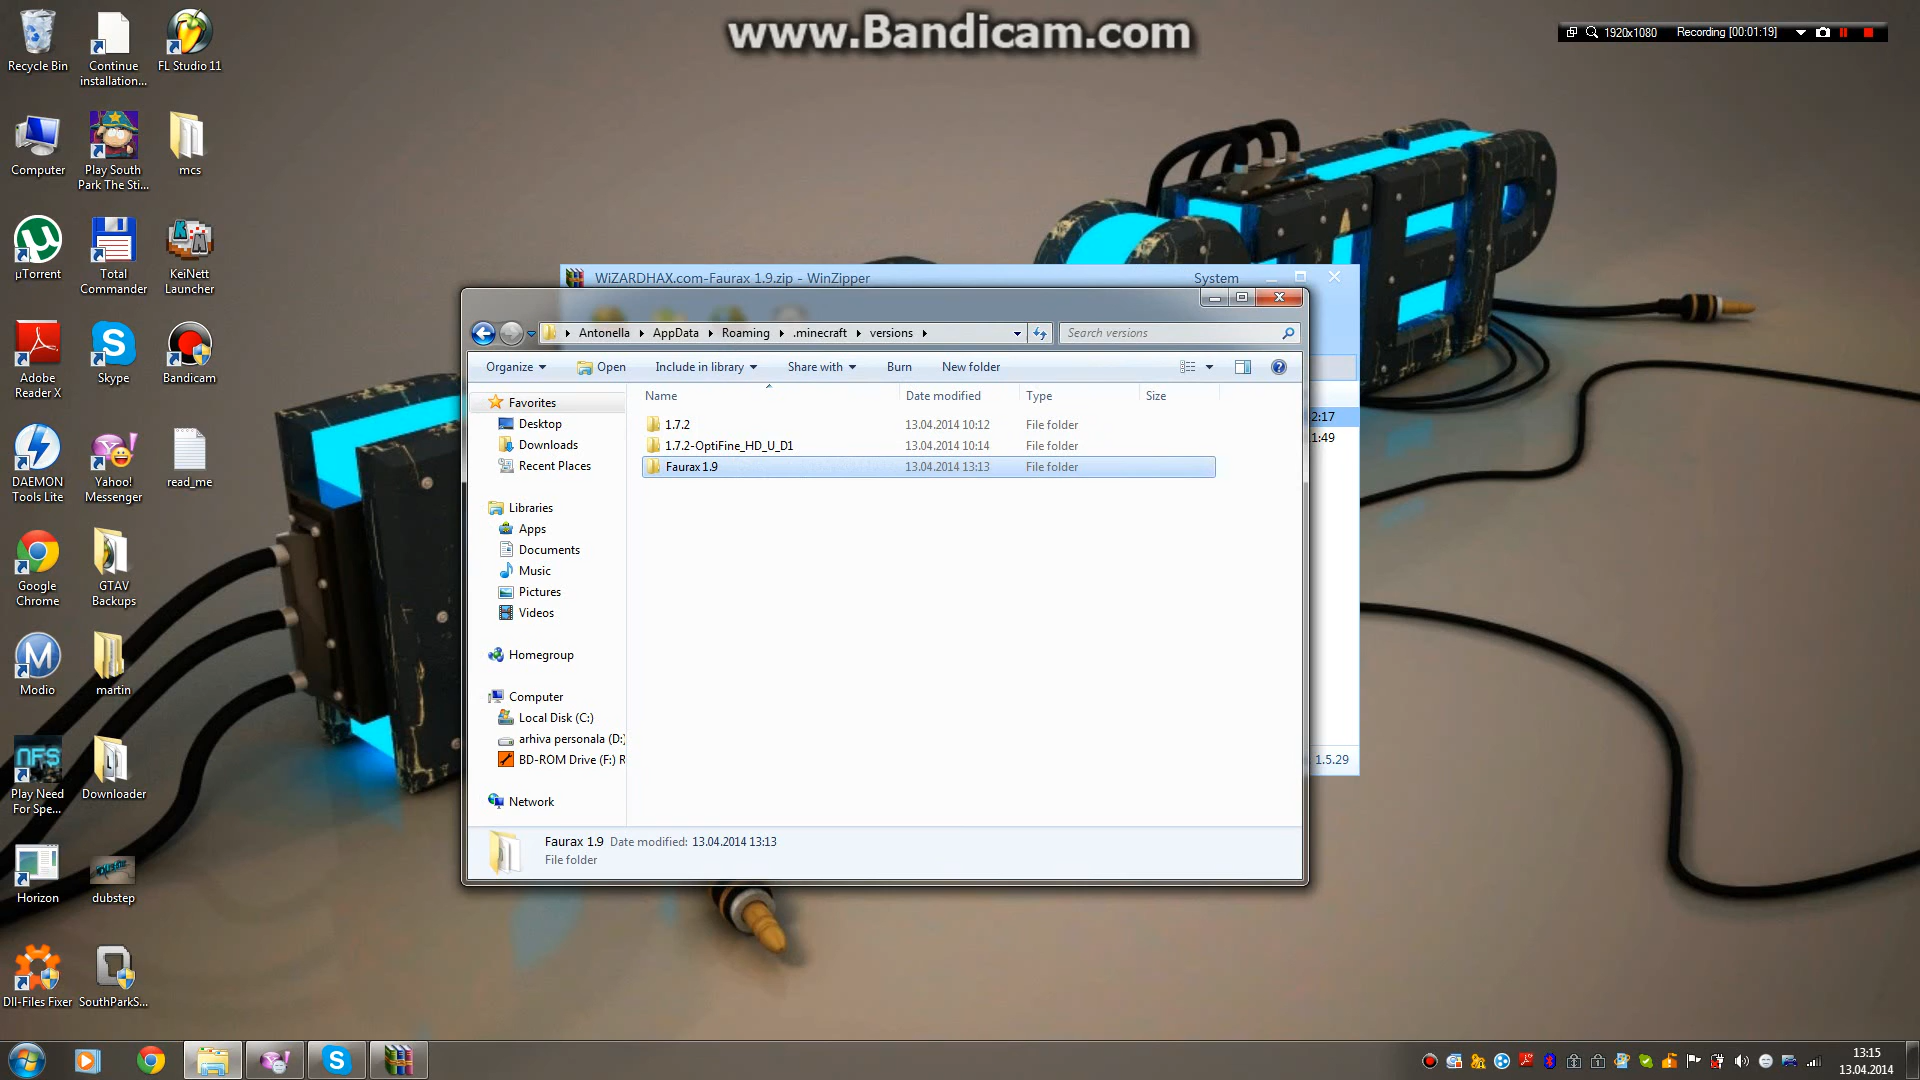 www.Bandicam.com
1920x1080
Recording [00:01:19]
Recycle Bin
Continue installation...
FL Studio 11
Computer
Play South Park The Sti...
mcs
µTorrent
Total Commander
KeiNett Launcher
Adobe Reader X
Skype
Bandicam
DAEMON Tools Lite
Yahoo! Messenger
read_me
Google Chrome
GTAV Backups
Modio
martin
NFS
Play Need For Spe...
Downloader
Horizon
dubstep
Dll-Files Fixer
SouthParkS...
WiZARDHAX.com-Faurax 1.9.zip - WinZipper
System
Antonella
AppData
Roaming
.minecraft
versions
Search versions
Organize
Open
Include in library
Share with
Burn
New folder
Name
Date modified
Type
Size
1.7.2
13.04.2014 10:12
File folder
1.7.2-OptiFine_HD_U_D1
13.04.2014 10:14
File folder
Faurax 1.9
13.04.2014 13:13
File folder
Favorites
Desktop
Downloads
Recent Places
Libraries
Apps
Documents
Music
Pictures
Videos
Homegroup
Computer
Local Disk (C:)
arhiva personala (D:)
BD-ROM Drive (F:) R
Network
2:17
1:49
1.5.29
Faurax 1.9
Date modified: 13.04.2014 13:13
File folder
TEP
13:15
13.04.2014